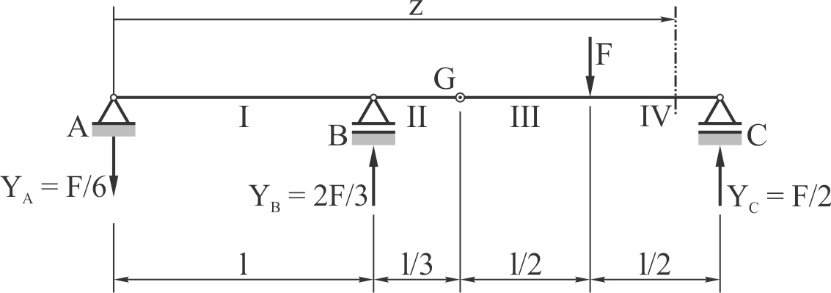 z
F
G
A
I
B
II
III
IV
C
Y_A = F/6
Y_B = 2F/3
Y_C = F/2
l
l/3
l/2
l/2